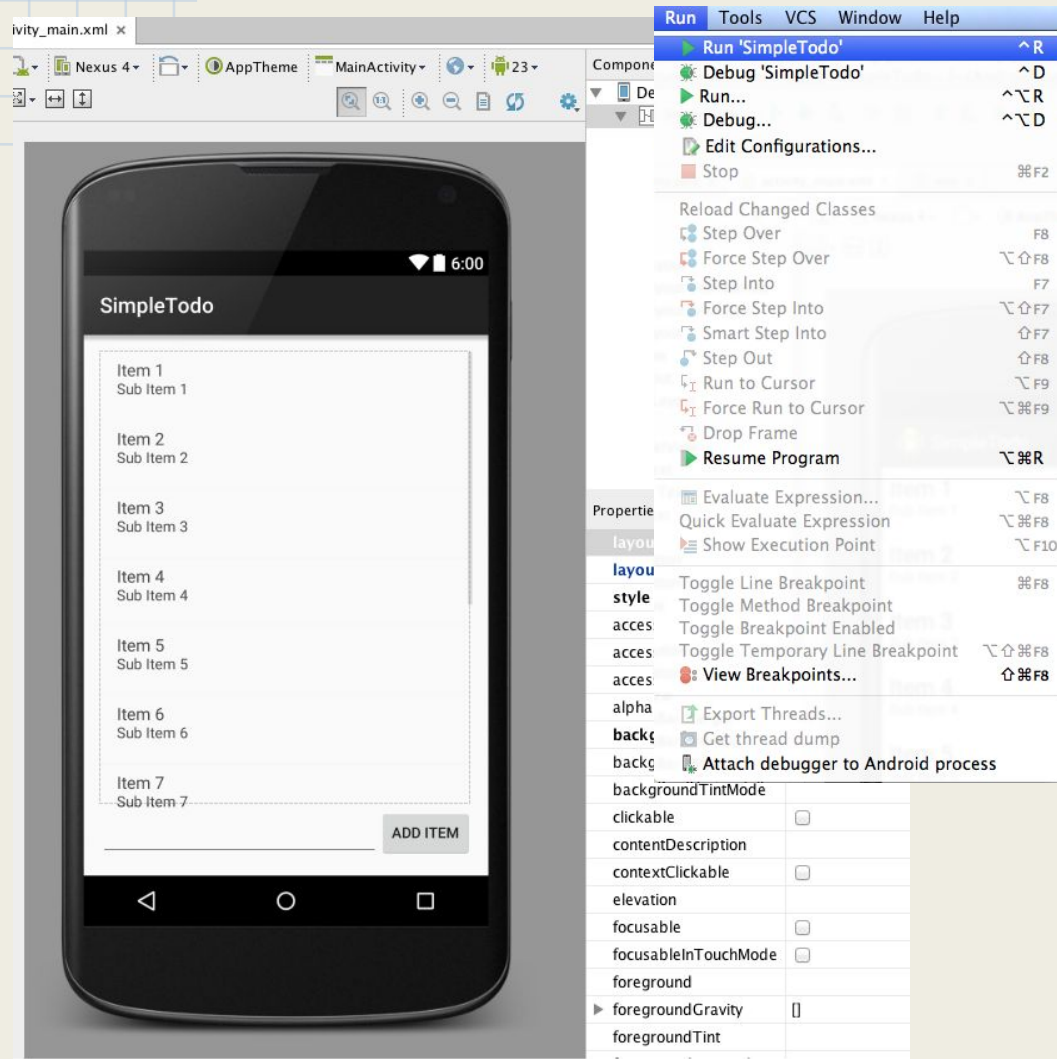 ivity_main.xml ×
Nexus 4 AppTheme MainActivity 23
6:00
SimpleTodo
Item 1
Sub Item 1
Item 2
Sub Item 2
Item 3
Sub Item 3
Item 4
Sub Item 4
Item 5
Sub Item 5
Item 6
Sub Item 6
Item 7
Sub Item 7
ADD ITEM
Compone
De
Propertie
layou
layou
style
acces
acces
acces
alpha
backg
backg
backgroundTintMode
clickable
contentDescription
contextClickable
elevation
focusable
focusableInTouchMode
foreground
foregroundGravity []
foregroundTint
Run Tools VCS Window Help
Run 'SimpleTodo' ^R
Debug 'SimpleTodo' ^D
Run... ^⌥R
Debug... ^⌥D
Edit Configurations...
Stop ⌘F2
Reload Changed Classes
Step Over F8
Force Step Over ⌥⇧F8
Step Into F7
Force Step Into ⌥⇧F7
Smart Step Into ⇧F7
Step Out ⇧F8
Run to Cursor ⌥F9
Force Run to Cursor ⌥⌘F9
Drop Frame
Resume Program ⌥⌘R
Evaluate Expression... ⌥F8
Quick Evaluate Expression ⌥⌘F8
Show Execution Point ⌥F10
Toggle Line Breakpoint ⌘F8
Toggle Method Breakpoint
Toggle Breakpoint Enabled
Toggle Temporary Line Breakpoint ⌥⇧⌘F8
View Breakpoints... ⇧⌘F8
Export Threads...
Get thread dump
Attach debugger to Android process